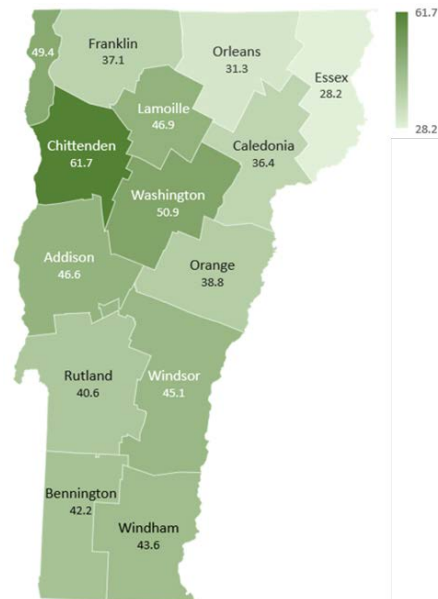 61.7
28.2
49.4
Franklin
37.1
Orleans
31.3
Essex
28.2
Lamoille
46.9
Chittenden
61.7
Caledonia
36.4
Washington
50.9
Addison
46.6
Orange
38.8
Rutland
40.6
Windsor
45.1
Bennington
42.2
Windham
43.6